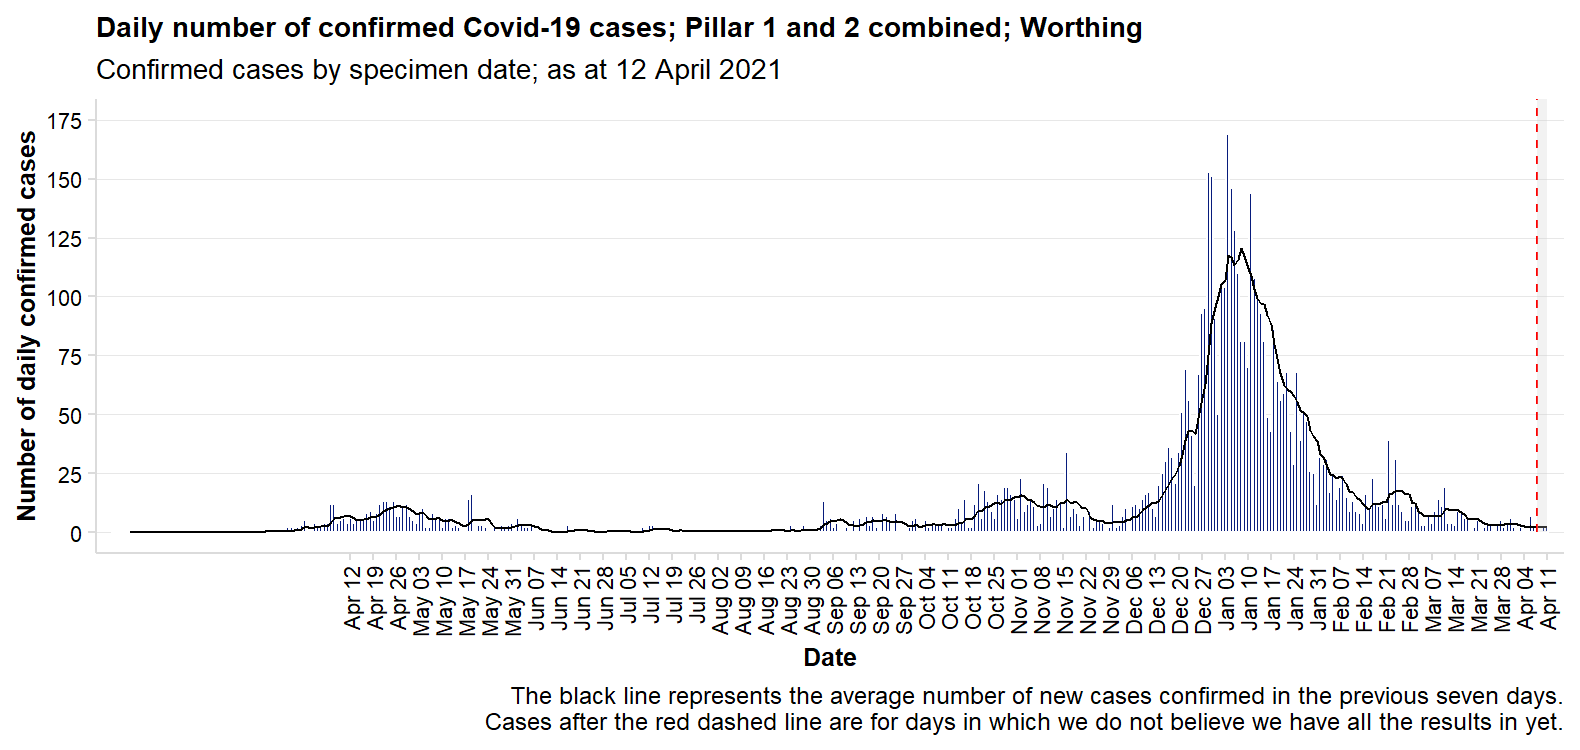 Daily number of confirmed Covid-19 cases; Pillar 1 and 2 combined; Worthing
Confirmed cases by specimen date; as at 12 April 2021
Number of daily confirmed cases
175
150
125
100
75
50
25
0
Apr 12
Apr 19
Apr 26
May 03
May 10
May 17
May 24
May 31
Jun 07
Jun 14
Jun 21
Jun 28
Jul 05
Jul 12
Jul 19
Jul 26
Aug 02
Aug 09
Aug 16
Aug 23
Aug 30
Sep 06
Sep 13
Sep 20
Sep 27
Oct 04
Oct 11
Oct 18
Oct 25
Nov 01
Nov 08
Nov 15
Nov 22
Nov 29
Dec 06
Dec 13
Dec 20
Dec 27
Jan 03
Jan 10
Jan 17
Jan 24
Jan 31
Feb 07
Feb 14
Feb 21
Feb 28
Mar 07
Mar 14
Mar 21
Mar 28
Apr 04
Apr 11
Date
The black line represents the average number of new cases confirmed in the previous seven days.
Cases after the red dashed line are for days in which we do not believe we have all the results in yet.